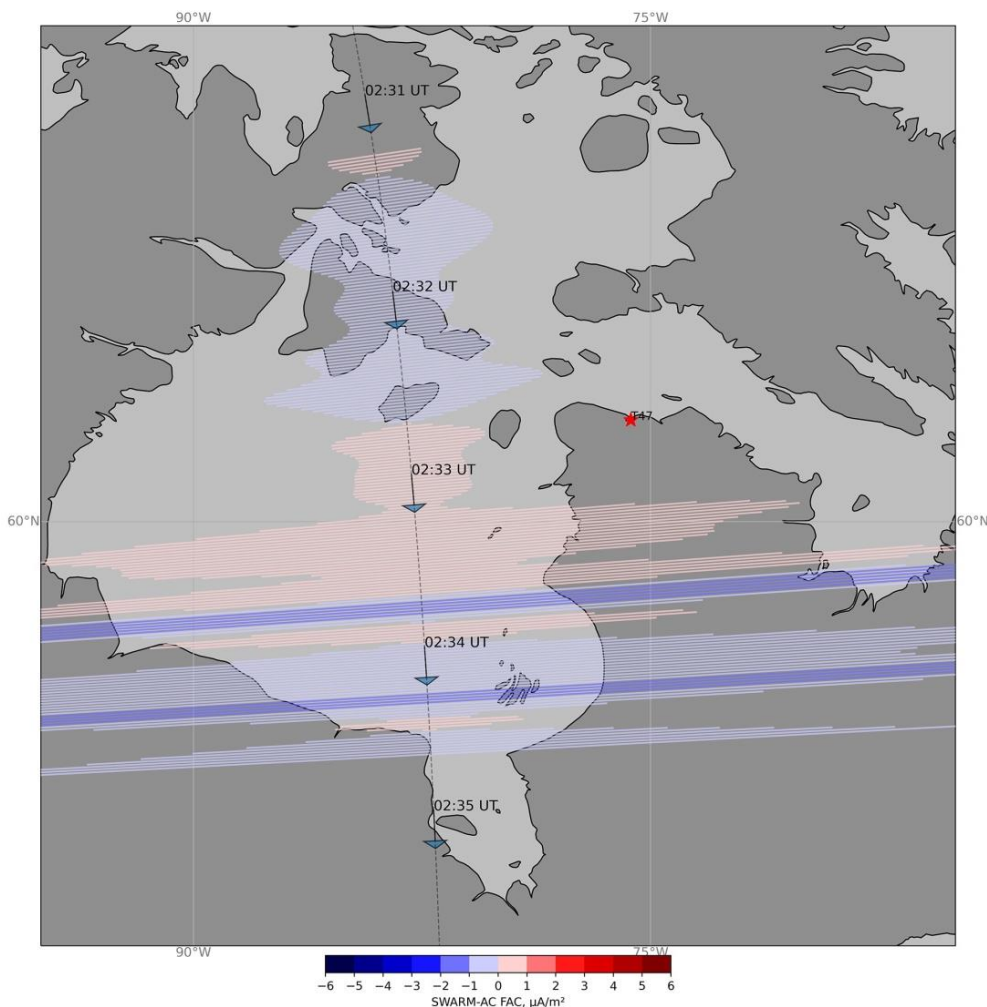 90°W 75°W
02:31 UT
02:32 UT
T47
02:33 UT
60°N 60°N
02:34 UT
02:35 UT
90°W 75°W
−6 −5 −4 −3 −2 −1 0 1 2 3 4 5 6
SWARM-AC FAC, μA/m²